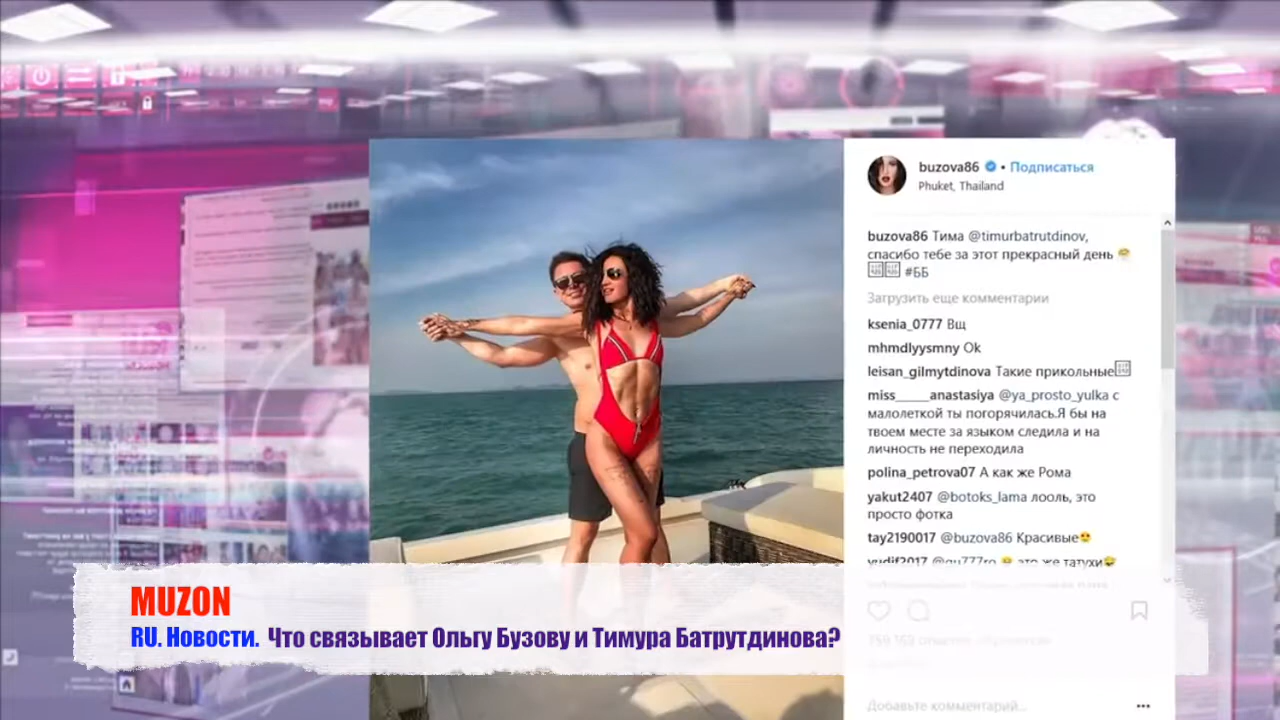 buzova86 • Подписаться
Phuket, Thailand
buzova86 Тима @timurbatrutdinov,
спасибо тебе за этот прекрасный день
#ББ
Загрузить еще комментарии
ksenia_0777 Вщ
mhmdlyysmny Ok
leisan_gilmytdinova Такие прикольные
miss______anastasiya @ya_prosto_yulka с
малолеткой ты погорячилась.Я бы на
твоем месте за языком следила и на
личность не переходила
polina_petrova07 А как же Рома
yakut2407 @botoks_lama лооль, это
просто фотка
tay2190017 @buzova86 Красивые😍
это же татухи
Добавьте комментарий...
MUZON
RU. Новости. Что связывает Ольгу Бузову и Тимура Батрутдинова?